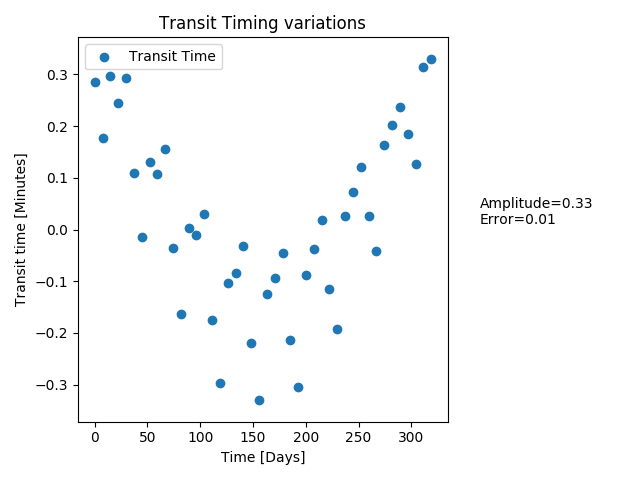 Transit Timing variations
Transit Time
0.3
0.2
0.1
0.0
−0.1
−0.2
−0.3
Transit time [Minutes]
Amplitude=0.33
Error=0.01
0 50 100 150 200 250 300
Time [Days]